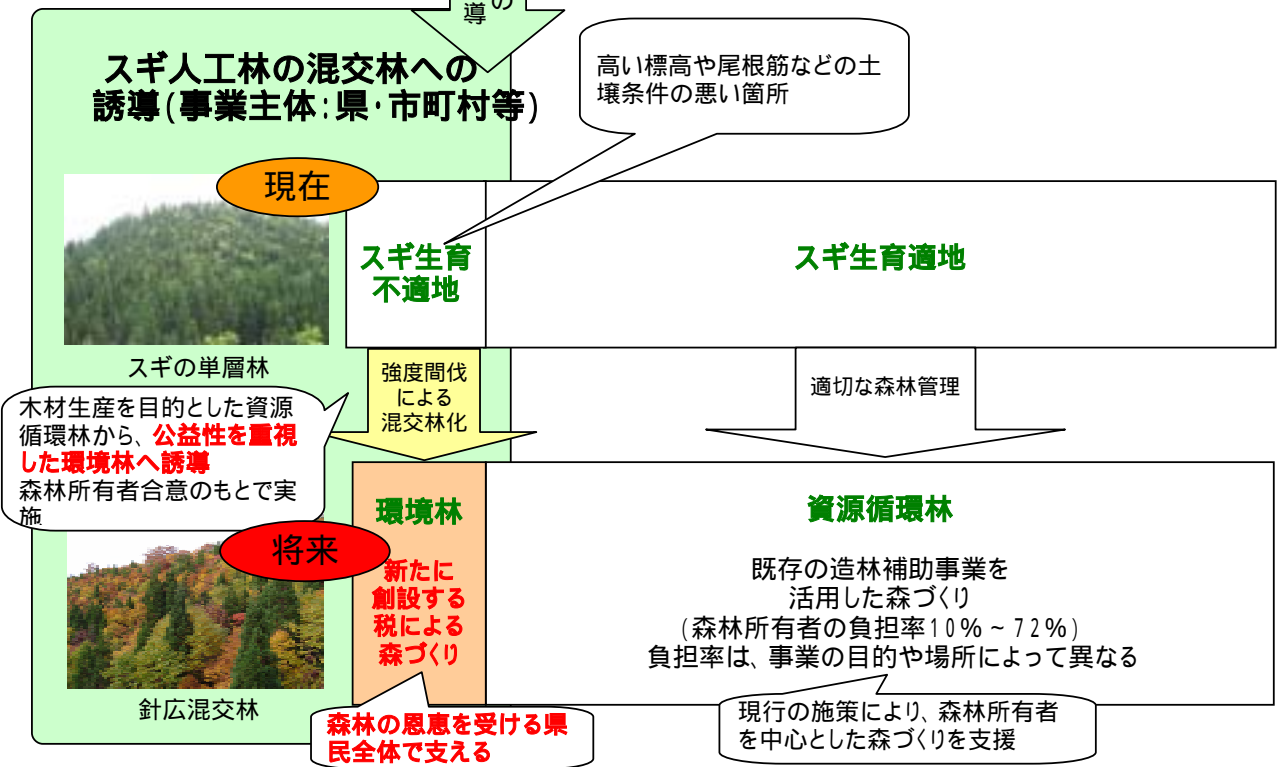 の
導
スギ人工林の混交林への
誘導(事業主体:県・市町村等)
高い標高や尾根筋などの土
壌条件の悪い箇所
現在
スギ生育
不適地
スギ生育適地
スギの単層林
強度間伐
による
混交林化
適切な森林管理
木材生産を目的とした資源
循環林から、公益性を重視
した環境林へ誘導
森林所有者合意のもとで実
施
将来
環境林
新たに
創設する
税による
森づくり
資源循環林
既存の造林補助事業を
活用した森づくり
(森林所有者の負担率10%~72%)
負担率は、事業の目的や場所によって異なる
針広混交林
森林の恩恵を受ける県
民全体で支える
現行の施策により、森林所有者
を中心とした森づくりを支援